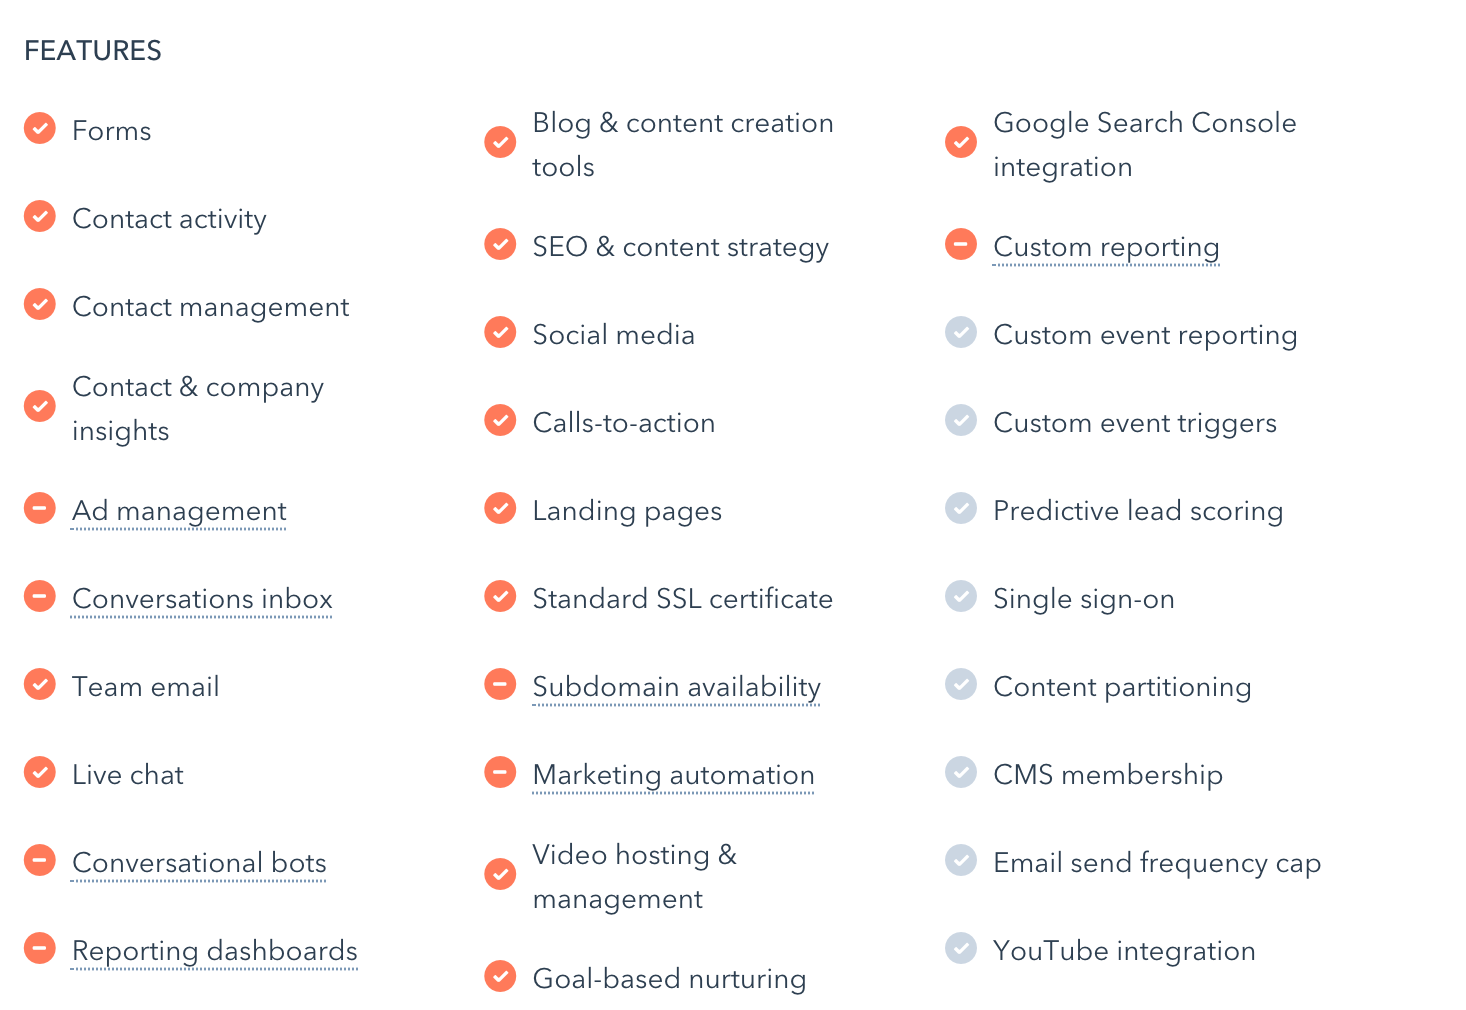 FEATURES
Forms
Contact activity
Contact management
Contact & company
insights
Ad management
Conversations inbox
Team email
Live chat
Conversational bots
Reporting dashboards
Blog & content creation
tools
SEO & content strategy
Social media
Calls-to-action
Landing pages
Standard SSL certificate
Subdomain availability
Marketing automation
Video hosting &
management
Goal-based nurturing
Google Search Console
integration
Custom reporting
Custom event reporting
Custom event triggers
Predictive lead scoring
Single sign-on
Content partitioning
CMS membership
Email send frequency cap
YouTube integration